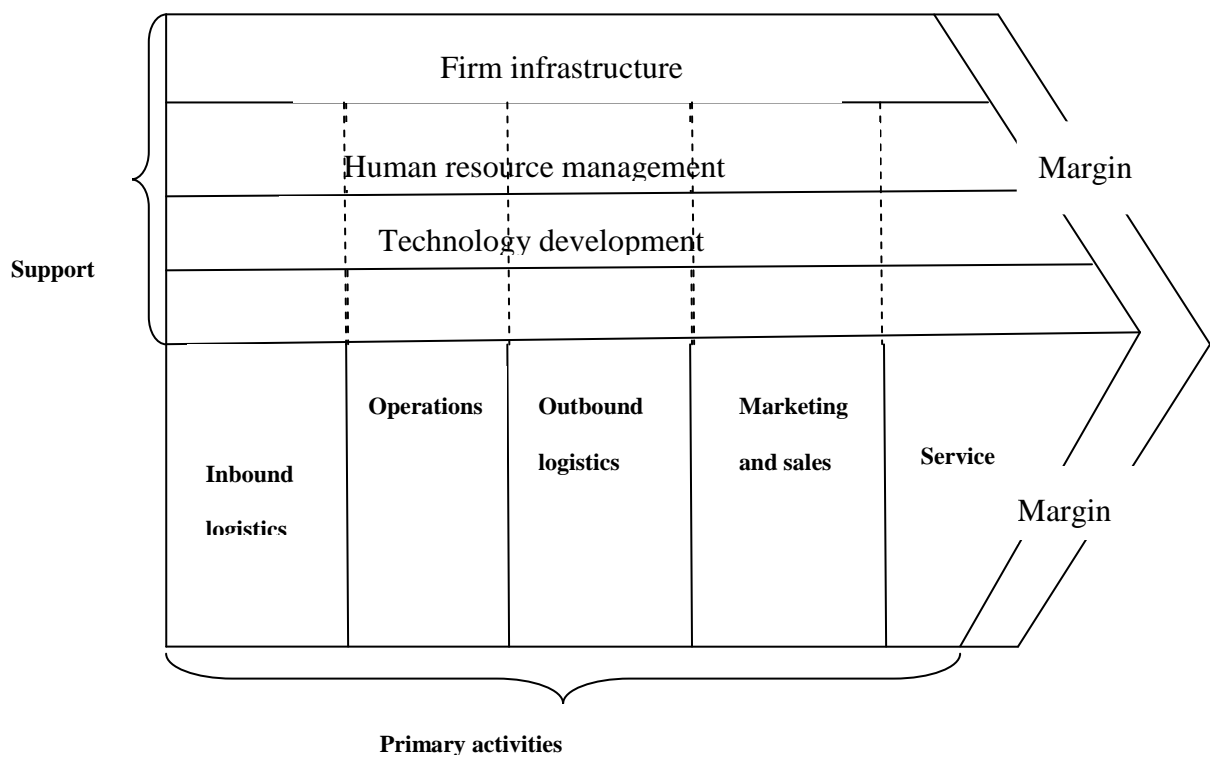 Firm infrastructure
Human resource management
Margin
Technology development
Support
Operations
Outbound
logistics
Marketing
and sales
Service
Inbound
logistics
Margin
Primary activities